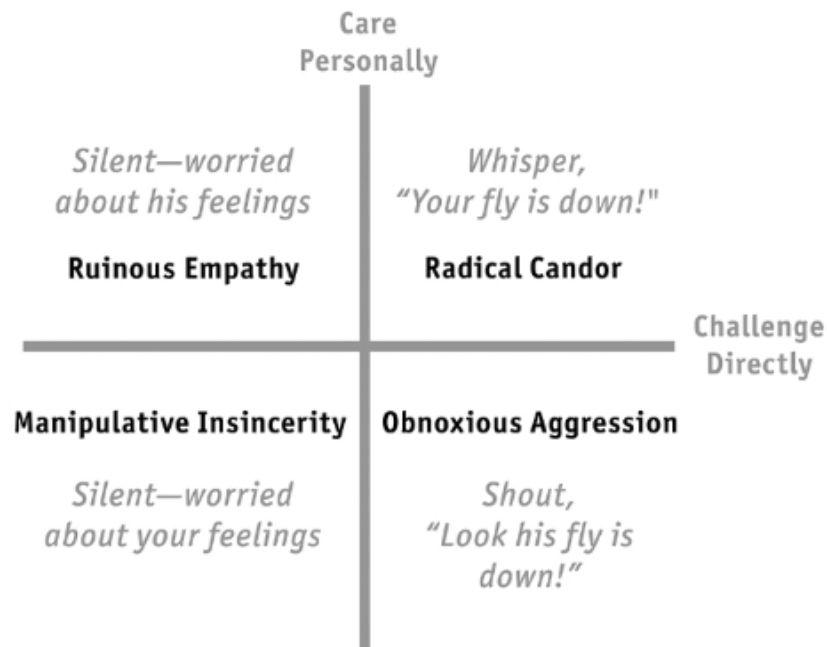 Care
Personally
Silent—worried
about his feelings
Whisper,
“Your fly is down!"
Ruinous Empathy
Radical Candor
Challenge
Directly
Manipulative Insincerity
Obnoxious Aggression
Silent—worried
about your feelings
Shout,
“Look his fly is
down!”